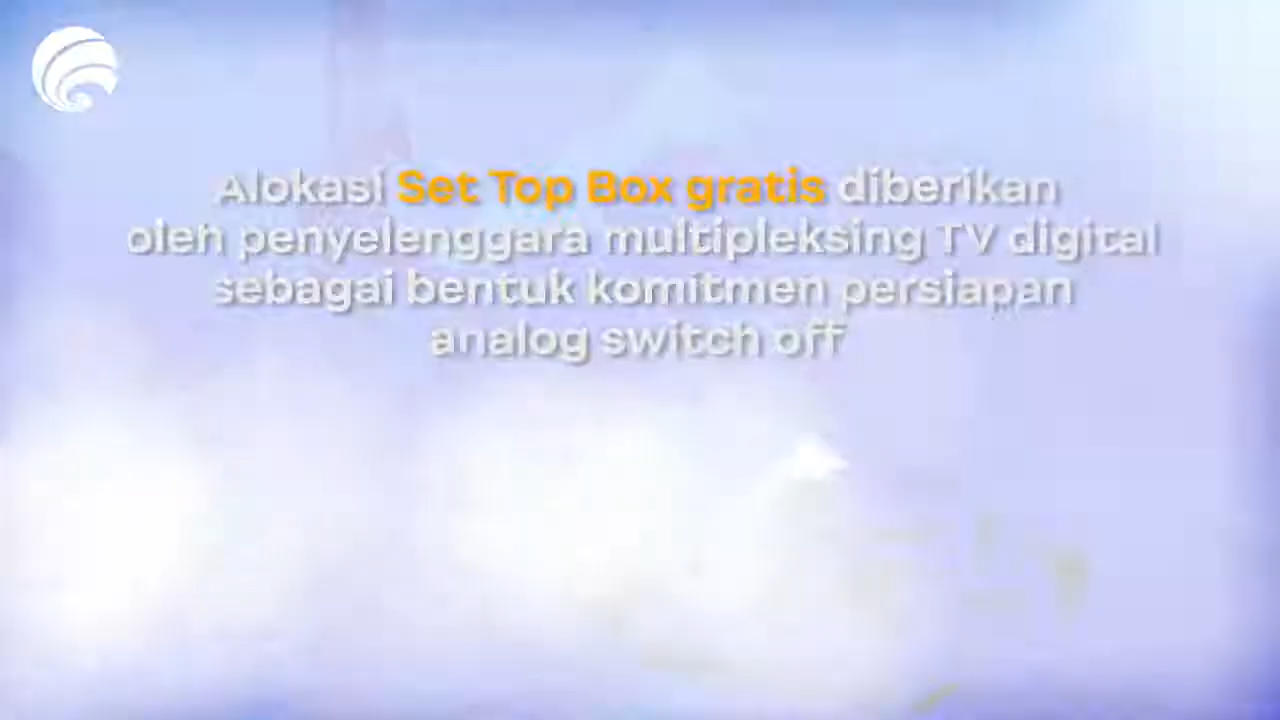 Alokasi Set Top Box gratis diberikan
oleh penyelenggara multipleksing TV digital
sebagai bentuk komitmen persiapan
analog switch off